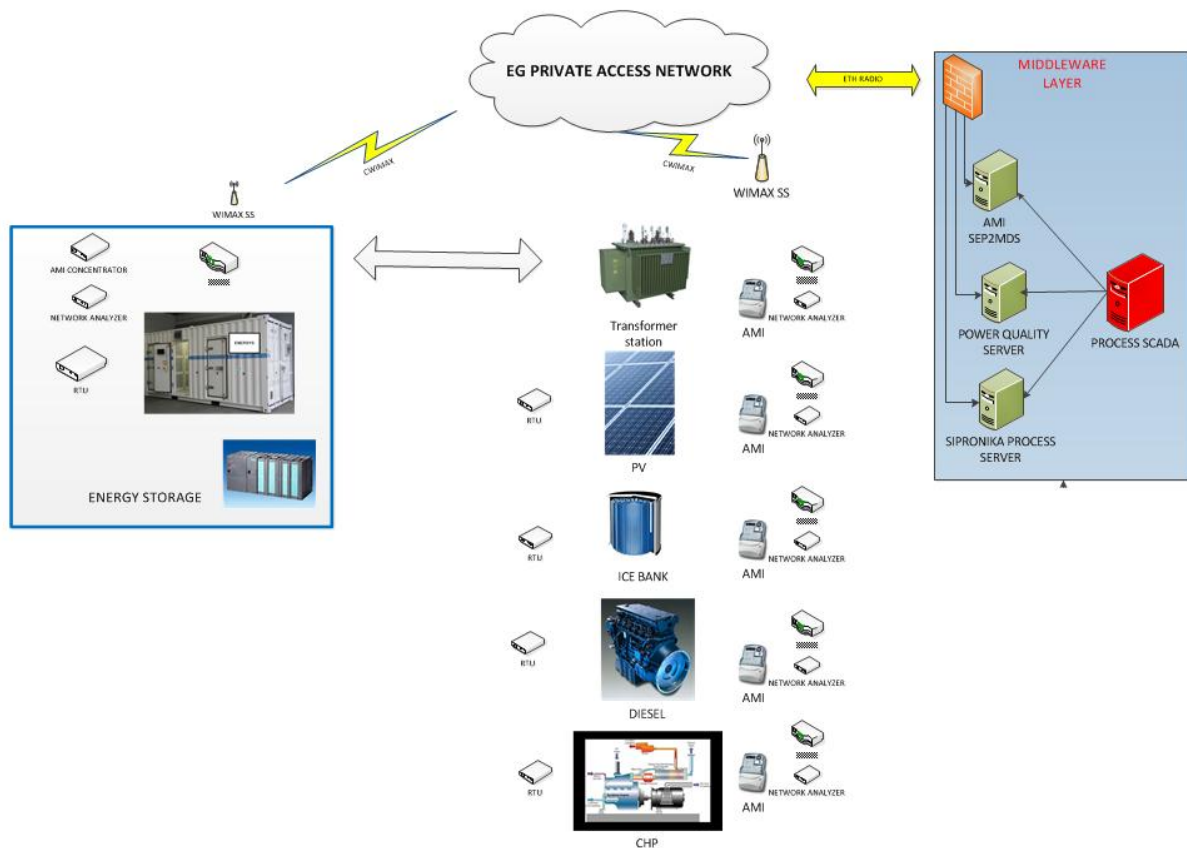 EG PRIVATE ACCESS NETWORK
ETH RADIO
MIDDLEWARE
LAYER
CWIMAX
CWIMAX
WIMAX SS
WIMAX SS
AMI CONCENTRATOR
NETWORK ANALYZER
RTU
ENERGY STORAGE
Transformer
station
AMI
NETWORK ANALYZER
RTU
PV
AMI
NETWORK ANALYZER
RTU
ICE BANK
AMI
NETWORK ANALYZER
RTU
DIESEL
AMI
NETWORK ANALYZER
RTU
CHP
AMI
NETWORK ANALYZER
AMI
SEP2MDS
POWER QUALITY
SERVER
PROCESS SCADA
SIPRONIKA PROCESS
SERVER